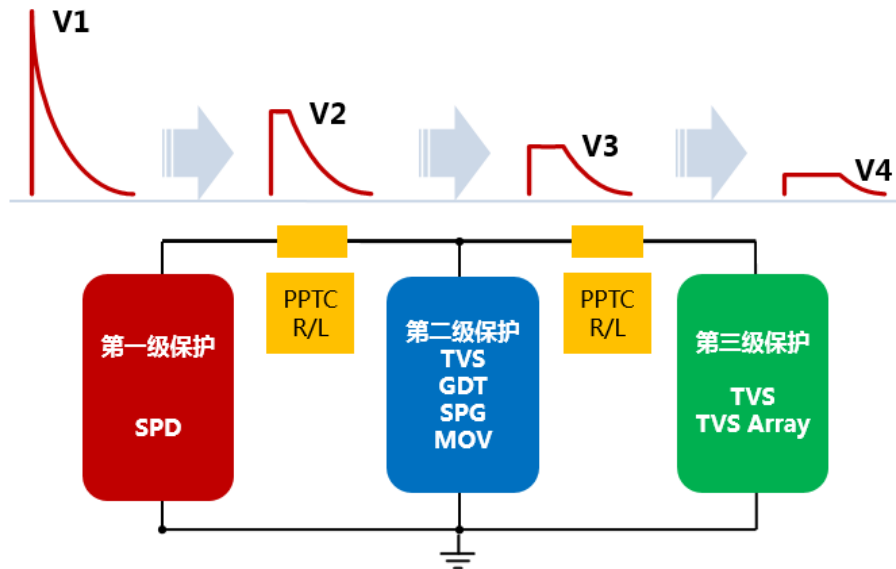 V1
V2
V3
V4
PPTC
R/L
PPTC
R/L
第一级保护
SPD
第二级保护
TVS
GDT
SPG
MOV
第三级保护
TVS
TVS Array